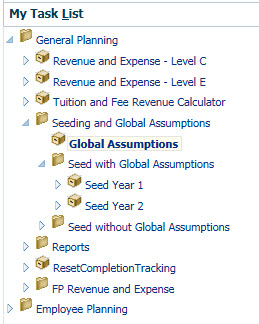 My Task List
General Planning
Revenue and Expense - Level C
Revenue and Expense - Level E
Tuition and Fee Revenue Calculator
Seeding and Global Assumptions
Global Assumptions
Seed with Global Assumptions
Seed Year 1
Seed Year 2
Seed without Global Assumptions
Reports
ResetCompletionTracking
FP Revenue and Expense
Employee Planning